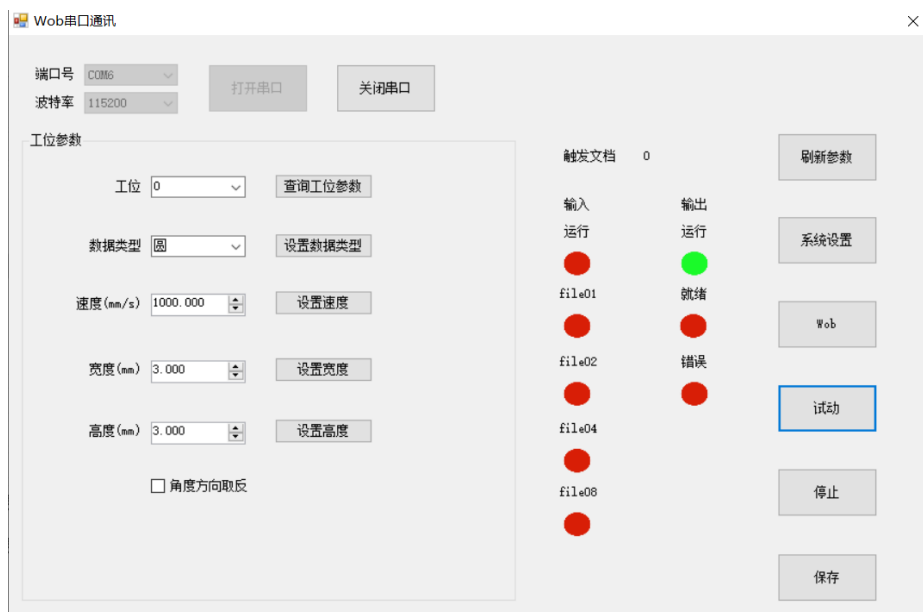 Wob串口通讯
端口号 COM6
波特率 115200
打开串口
关闭串口
工位参数
工位 0 查询工位参数
数据类型 圆 设置数据类型
速度(mm/s) 1000.000 设置速度
宽度(mm) 3.000 设置宽度
高度(mm) 3.000 设置高度
角度方向取反
触发文档 0
输入 输出
运行 运行
file01 就绪
file02 错误
file04
file08
刷新参数
系统设置
Wob
试动
停止
保存